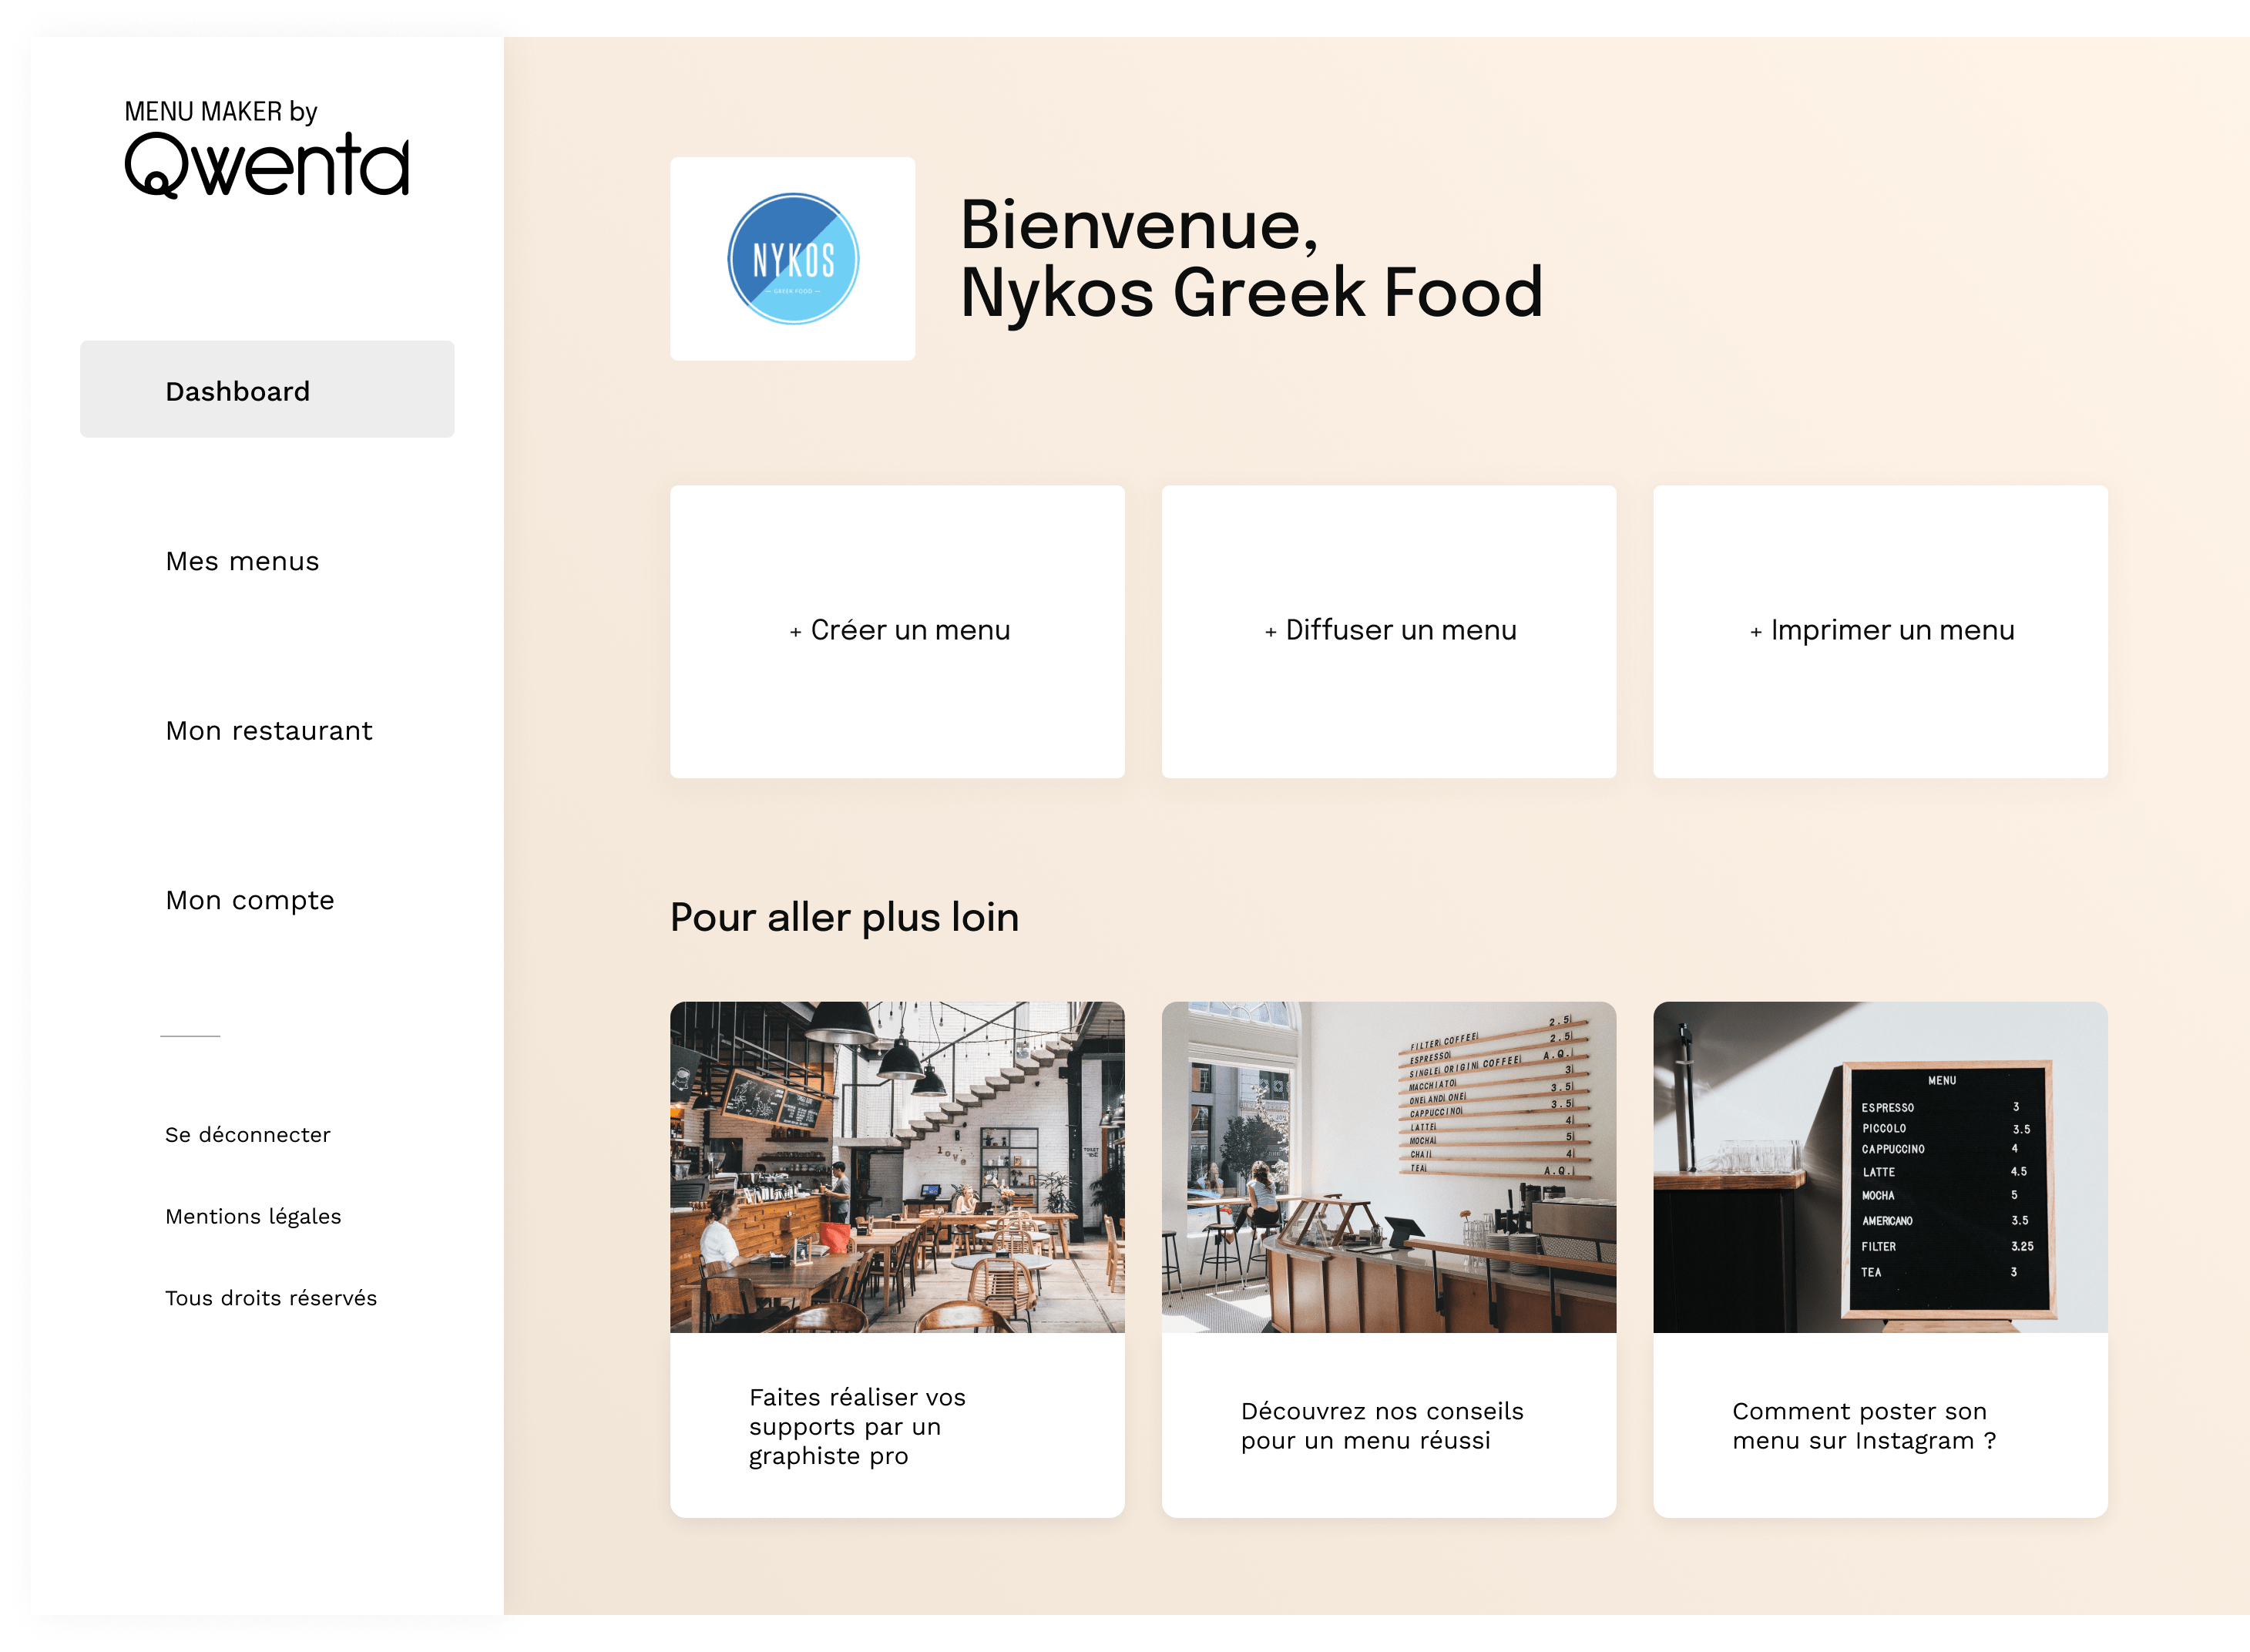 MENU MAKER by
Qwenta
Dashboard
Mes menus
Mon restaurant
Mon compte
Se déconnecter
Mentions légales
Tous droits réservés
NYKOS
GREEK FOOD
Bienvenue,
Nykos Greek Food
+ Créer un menu
+ Diffuser un menu
+ Imprimer un menu
Pour aller plus loin
love
TOILET
FILTER COFFEE 2.5
ESPRESSO 2.5
SINGLE ORIGIN COFFEE A.Q.
MACCHIATO 3
ONE AND ONE 3.5
CAPPUCCINO 3.5
LATTE 4
MOCHA 5
CHAI 4
TEA A.Q.
MENU
ESPRESSO 3
PICCOLO 3.5
CAPPUCCINO 4
LATTE 4.5
MOCHA 5
AMERICANO 3.5
FILTER 3.25
TEA 3
Faites réaliser vos
supports par un
graphiste pro
Découvrez nos conseils
pour un menu réussi
Comment poster son
menu sur Instagram ?